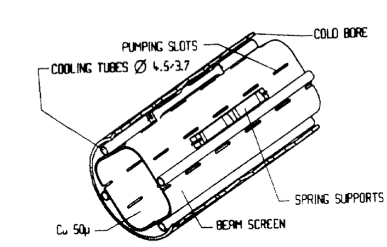 COLD BORE
PUMPING SLOTS
COOLING TUBES Ø 4.5/3.7
SPRING SUPPORTS
BEAM SCREEN
Cu 50µ